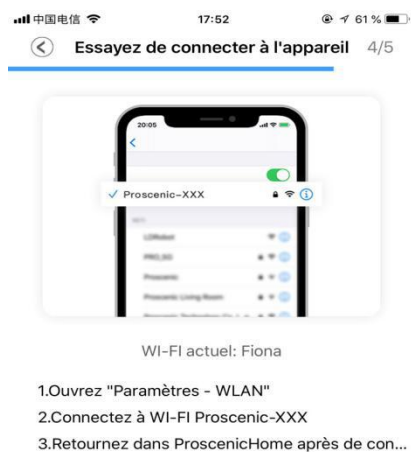 中国电信 17:52 61%
Essayez de connecter à l'appareil 4/5
20:05
Proscenic-XXX
LDRobot
PRO_5G
Proscenic
Proscenic Living Room
WI-FI actuel: Fiona
1.Ouvrez "Paramètres - WLAN"
2.Connectez à WI-FI Proscenic-XXX
3.Retournez dans ProscenicHome après de con...